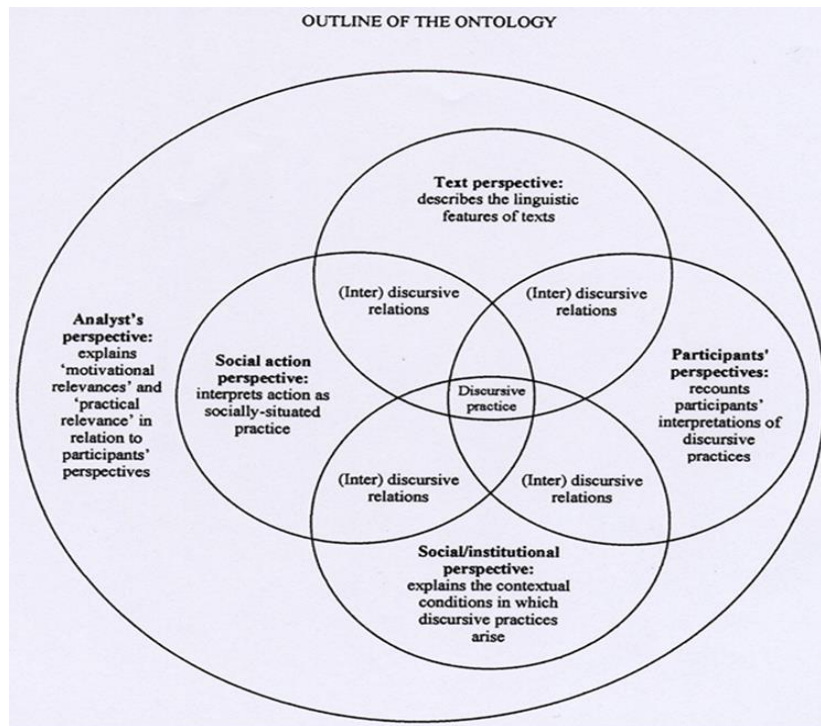 OUTLINE OF THE ONTOLOGY
Text perspective:
describes the linguistic
features of texts
(Inter) discursive
relations
(Inter) discursive
relations
Analyst's
perspective:
explains
'motivational
relevances' and
'practical
relevance' in
relation to
participants'
perspectives
Social action
perspective:
interprets action as
socially-situated
practice
Discursive
practice
Participants'
perspectives:
recounts
participants'
interpretations of
discursive
practices
(Inter) discursive
relations
(Inter) discursive
relations
Social/institutional
perspective:
explains the contextual
conditions in which
discursive practices
arise